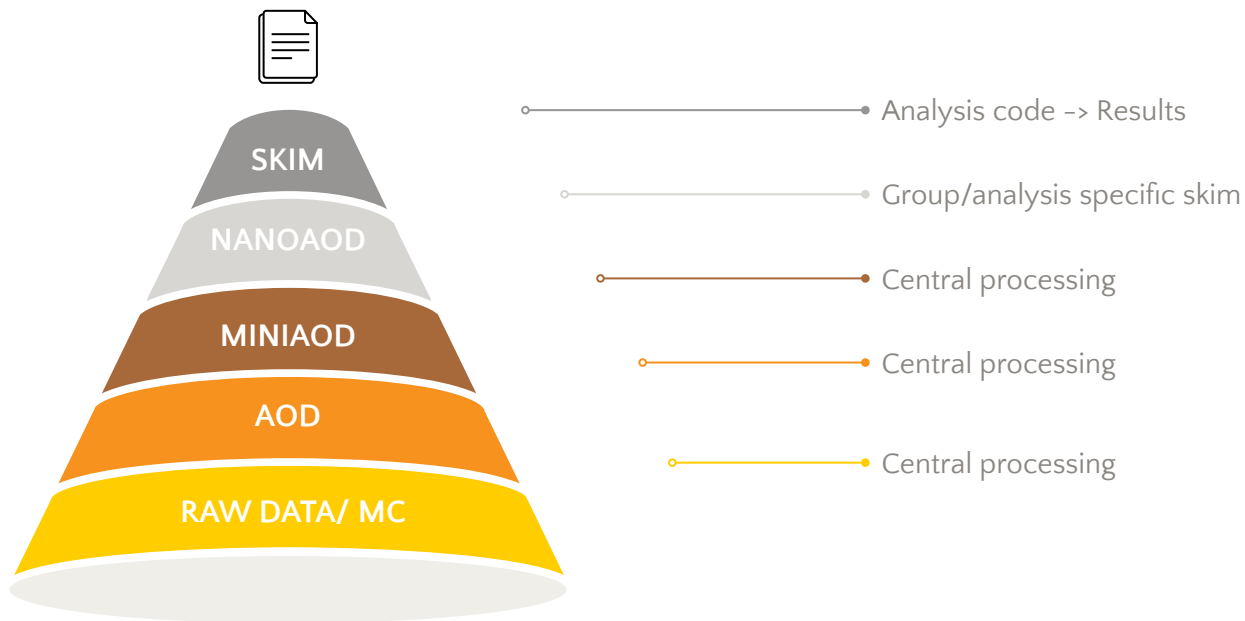 SKIM
Analysis code -> Results
NANOAOD
Group/analysis specific skim
MINIAOD
Central processing
AOD
Central processing
RAW DATA/ MC
Central processing